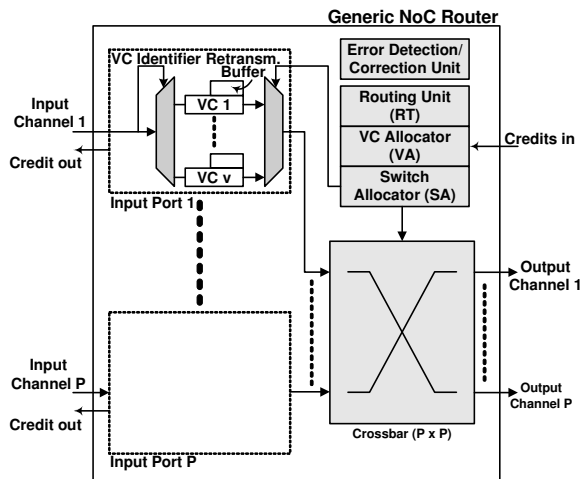 Generic NoC Router
VC Identifier Retransm.
Buffer
VC 1
VC v
Input Port 1
Input
Channel 1
Credit out
Error Detection/
Correction Unit
Routing Unit
(RT)
VC Allocator
(VA)
Switch
Allocator (SA)
Credits in
Output
Channel 1
Input
Channel P
Credit out
Input Port P
Crossbar (P x P)
Output
Channel P